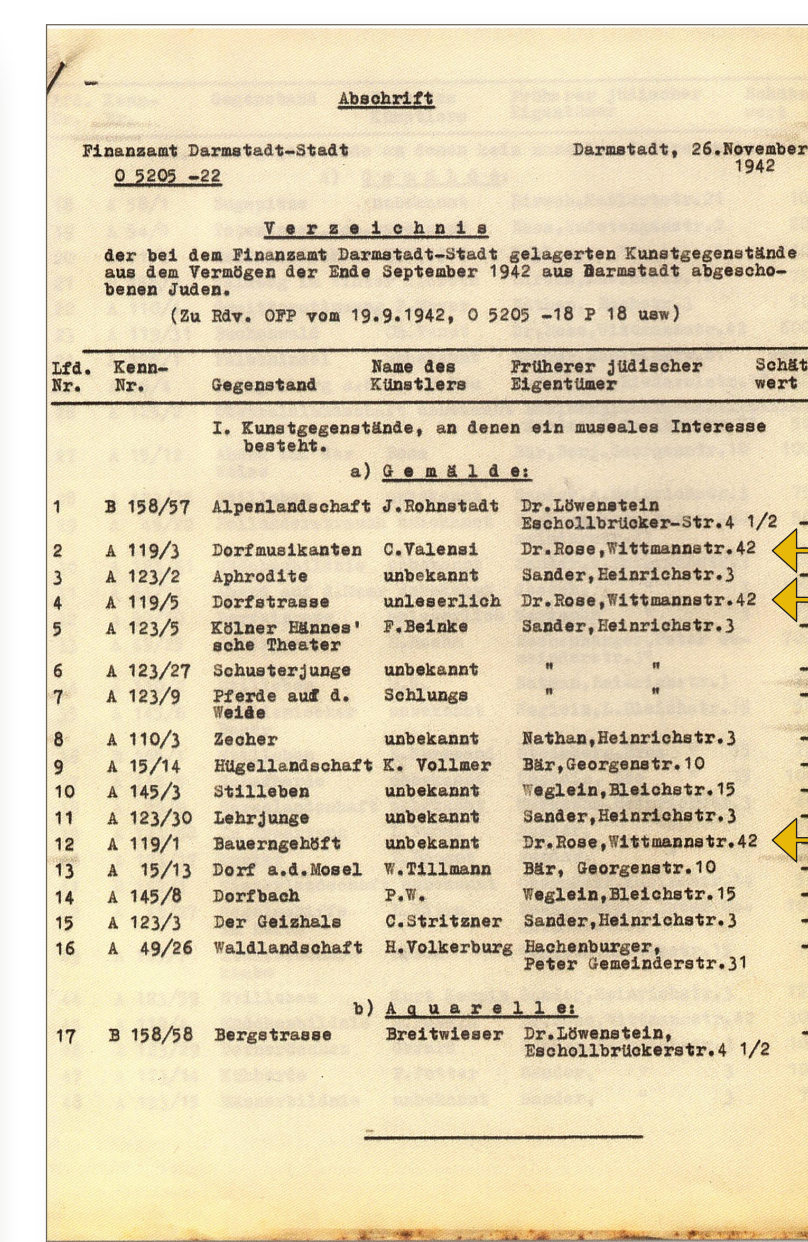 Abschrift
Finanzamt Darmstadt-Stadt Darmstadt, 26.November
O 5205 -22 1942
Verzeichnis
der bei dem Finanzamt Darmstadt-Stadt gelagerten Kunstgegenstände
aus dem Vermögen der Ende September 1942 aus Darmstadt abgescho-
benen Juden.
(Zu Rdv. OFP vom 19.9.1942, O 5205 -18 P 18 usw)
Lfd. Kenn- Name des Früherer jüdischer Schät
Nr. Nr. Gegenstand Künstlers Eigentümer wert
I. Kunstgegenstände, an denen ein museales Interesse
besteht.
a) Gemälde:
1 B 158/57 Alpenlandschaft J.Rohnstadt Dr.Löwenstein
Eschollbrücker-Str.4 1/2 -
2 A 119/3 Dorfmusikanten C.Valensi Dr.Rose,Wittmannstr.42
3 A 123/2 Aphrodite unbekannt Sander,Heinrichstr.3 -
4 A 119/5 Dorfstrasse unleserlich Dr.Rose,Wittmannstr.42
5 A 123/5 Kölner Hännes' F.Beinke Sander,Heinrichstr.3 -
sche Theater
6 A 123/27 Schusterjunge unbekannt " " -
7 A 123/9 Pferde auf d. Schlungs " " -
Weide
8 A 110/3 Zecher unbekannt Nathan,Heinrichstr.3 -
9 A 15/14 Hügellandschaft K. Vollmer Bär,Georgenstr.10 -
10 A 145/3 Stilleben unbekannt Weglein,Bleichstr.15 -
11 A 123/30 Lehrjunge unbekannt Sander,Heinrichstr.3 -
12 A 119/1 Bauerngehöft unbekannt Dr.Rose,Wittmannstr.42
13 A 15/13 Dorf a.d.Mosel W.Tillmann Bär, Georgenstr.10 -
14 A 145/8 Dorfbach P.W. Weglein,Bleichstr.15 -
15 A 123/3 Der Geizhals C.Stritzner Sander,Heinrichstr.3 -
16 A 49/26 Waldlandschaft H.Volkerburg Hachenburger, -
Peter Gemeinderstr.31
b) Aquarelle:
17 B 158/58 Bergstrasse Breitwieser Dr.Löwenstein, -
Eschollbrückerstr.4 1/2